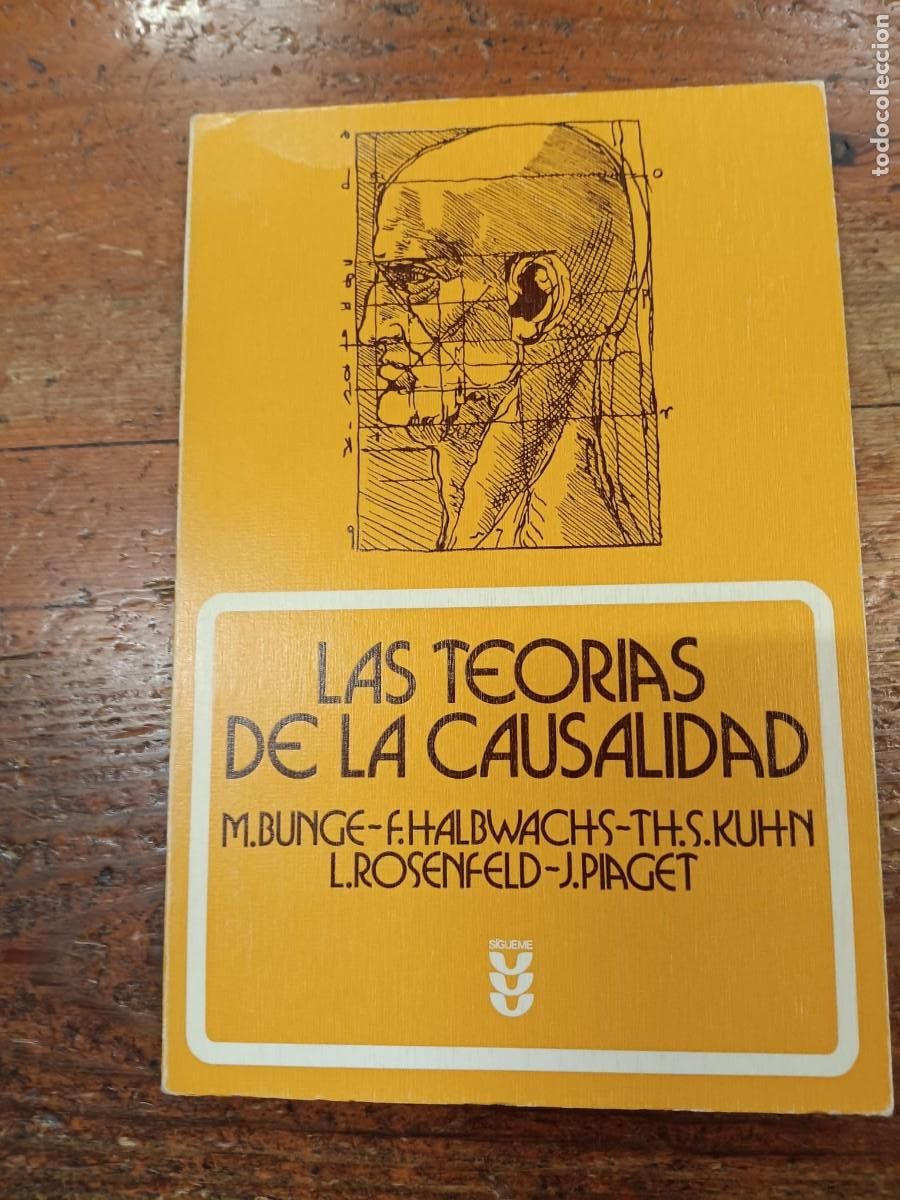 todocoleccion
LAS TEORIAS
DE LA CAUSALIDAD
M.BUNGE-F.HALBWACHS-TH.S.KUHN
L.ROSENFELD-J.PIAGET
SÍGUEME